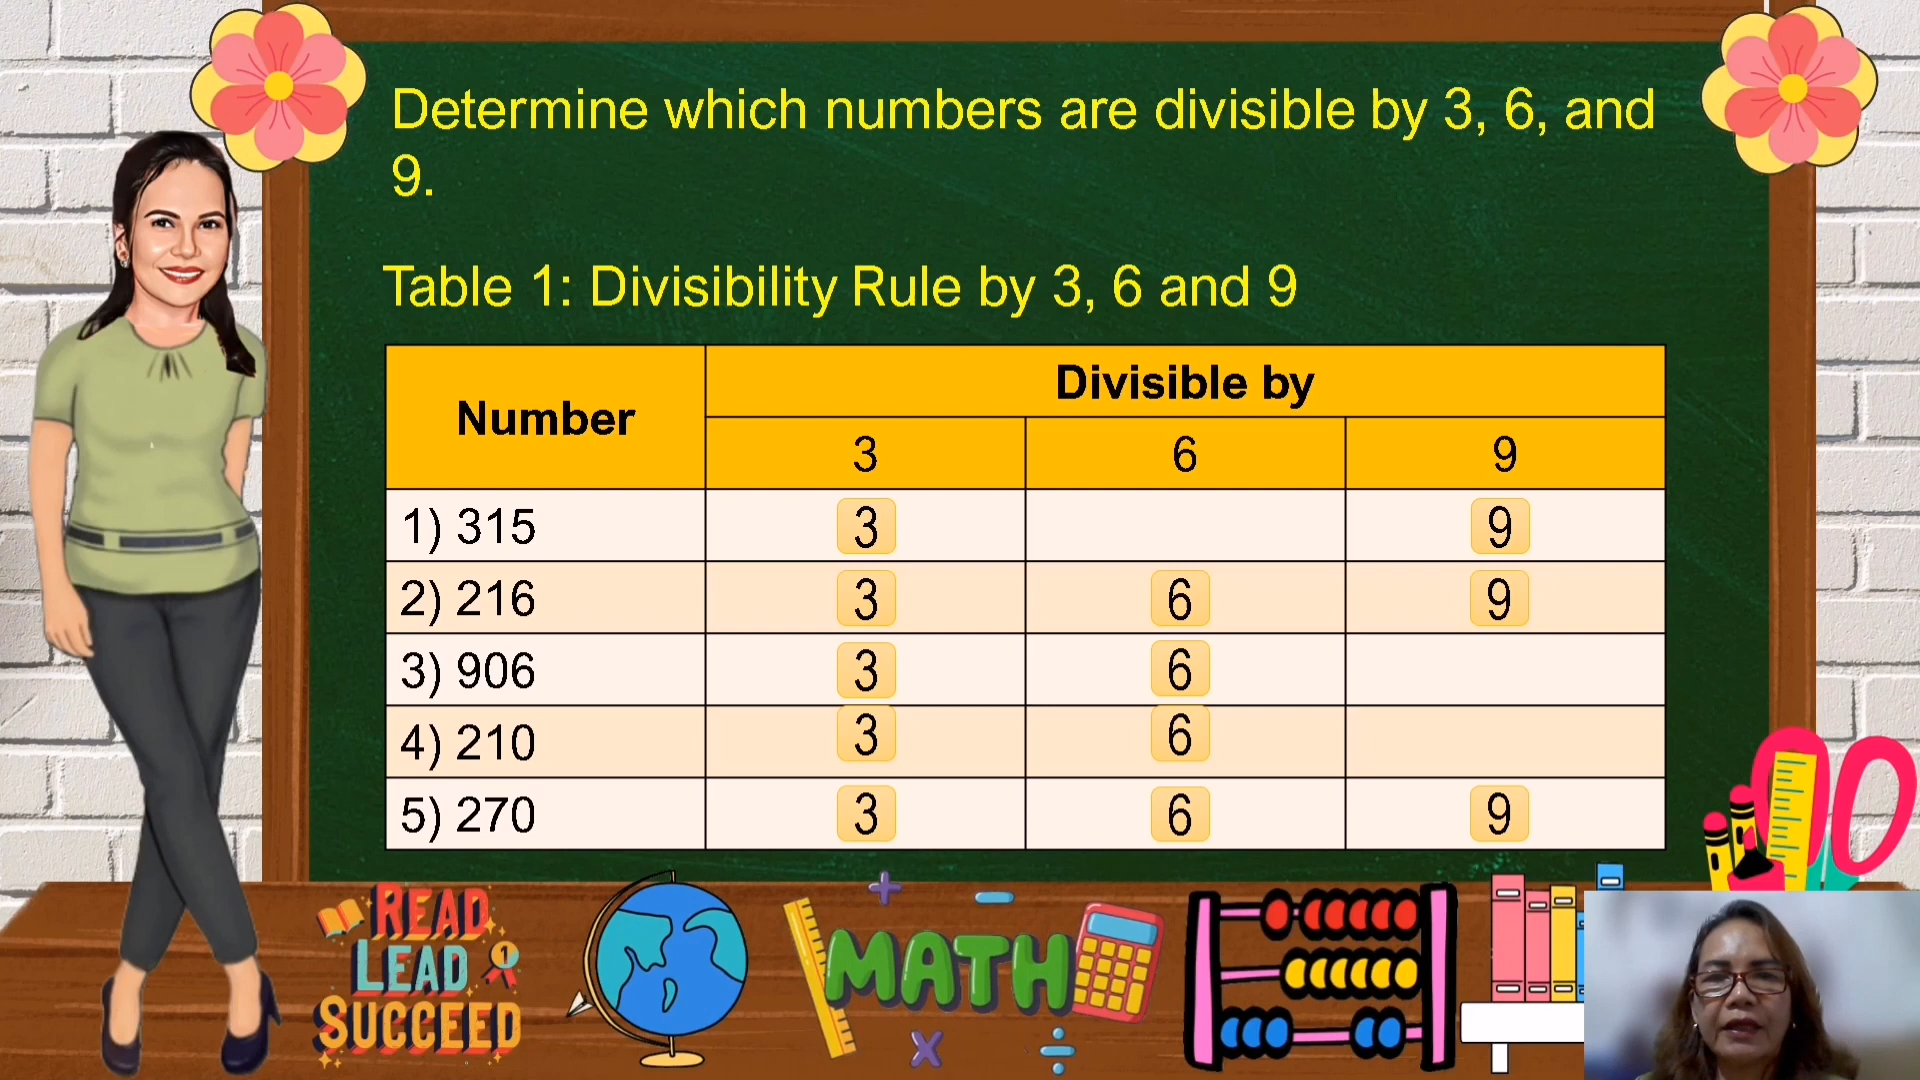 Determine which numbers are divisible by 3, 6, and
9.
Table 1: Divisibility Rule by 3, 6 and 9
Number
Divisible by
3 6 9
1) 315 3 9
2) 216 3 6 9
3) 906 3 6
4) 210 3 6
5) 270 3 6 9
READ
LEAD
1
SUCCEED
+ −
MATH
x ÷